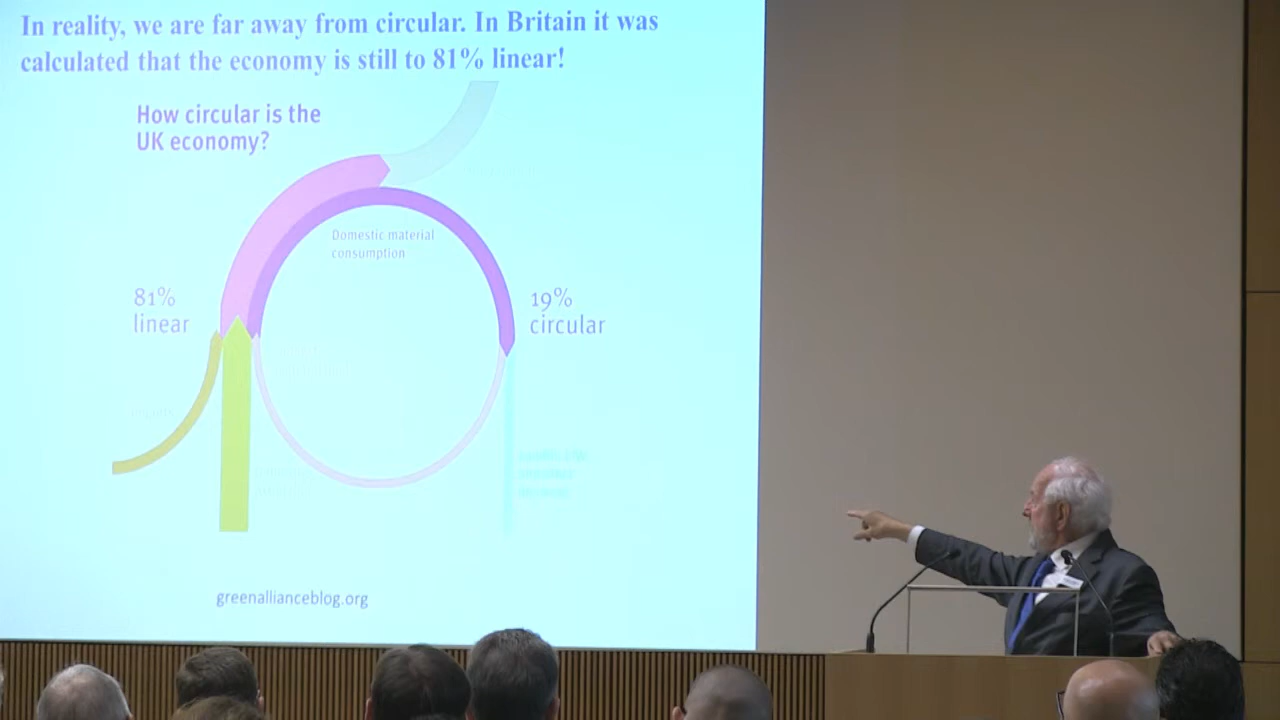 In reality, we are far away from circular. In Britain it was
calculated that the economy is still to 81% linear!
How circular is the
UK economy?
Domestic material
consumption
81%
linear
19%
circular
greenallianceblog.org